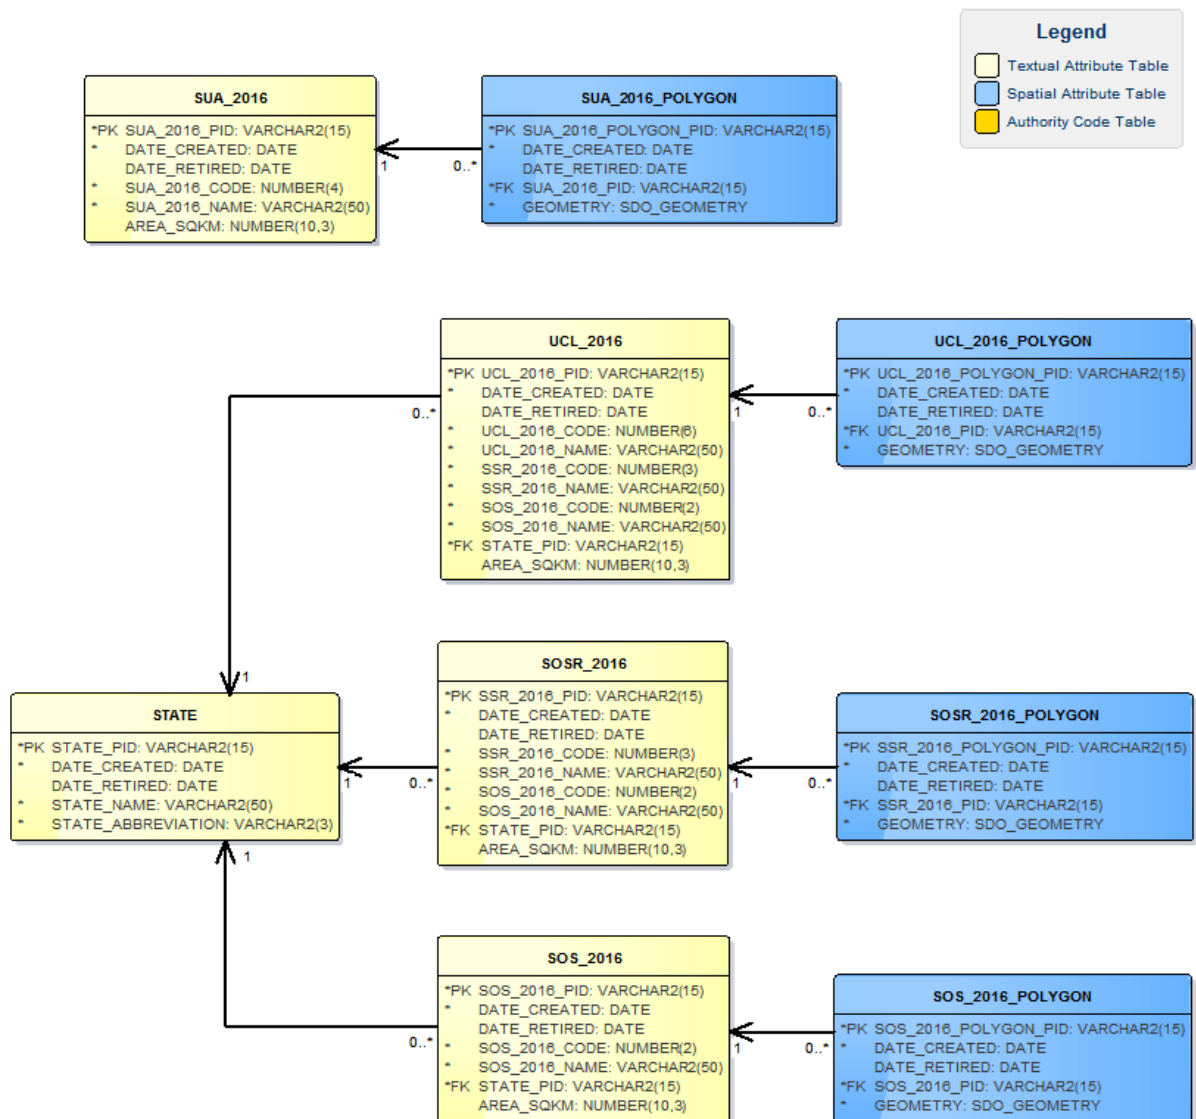 Legend
Textual Attribute Table
Spatial Attribute Table
Authority Code Table
SUA_2016
*PK SUA_2016_PID: VARCHAR2(15)
* DATE_CREATED: DATE
DATE_RETIRED: DATE
* SUA_2016_CODE: NUMBER(4)
* SUA_2016_NAME: VARCHAR2(50)
AREA_SQKM: NUMBER(10,3)
1
0..*
SUA_2016_POLYGON
*PK SUA_2016_POLYGON_PID: VARCHAR2(15)
* DATE_CREATED: DATE
DATE_RETIRED: DATE
*FK SUA_2016_PID: VARCHAR2(15)
* GEOMETRY: SDO_GEOMETRY
UCL_2016
*PK UCL_2016_PID: VARCHAR2(15)
* DATE_CREATED: DATE
DATE_RETIRED: DATE
* UCL_2016_CODE: NUMBER(6)
* UCL_2016_NAME: VARCHAR2(50)
* SSR_2016_CODE: NUMBER(3)
* SSR_2016_NAME: VARCHAR2(50)
* SOS_2016_CODE: NUMBER(2)
* SOS_2016_NAME: VARCHAR2(50)
*FK STATE_PID: VARCHAR2(15)
AREA_SQKM: NUMBER(10,3)
0..*
1
0..*
UCL_2016_POLYGON
*PK UCL_2016_POLYGON_PID: VARCHAR2(15)
* DATE_CREATED: DATE
DATE_RETIRED: DATE
*FK UCL_2016_PID: VARCHAR2(15)
* GEOMETRY: SDO_GEOMETRY
1
STATE
*PK STATE_PID: VARCHAR2(15)
* DATE_CREATED: DATE
DATE_RETIRED: DATE
* STATE_NAME: VARCHAR2(50)
* STATE_ABBREVIATION: VARCHAR2(3)
1
0..*
1
SOSR_2016
*PK SSR_2016_PID: VARCHAR2(15)
* DATE_CREATED: DATE
DATE_RETIRED: DATE
* SSR_2016_CODE: NUMBER(3)
* SSR_2016_NAME: VARCHAR2(50)
* SOS_2016_CODE: NUMBER(2)
* SOS_2016_NAME: VARCHAR2(50)
*FK STATE_PID: VARCHAR2(15)
AREA_SQKM: NUMBER(10,3)
1
0..*
SOSR_2016_POLYGON
*PK SSR_2016_POLYGON_PID: VARCHAR2(15)
* DATE_CREATED: DATE
DATE_RETIRED: DATE
*FK SSR_2016_PID: VARCHAR2(15)
* GEOMETRY: SDO_GEOMETRY
SOS_2016
*PK SOS_2016_PID: VARCHAR2(15)
* DATE_CREATED: DATE
DATE_RETIRED: DATE
* SOS_2016_CODE: NUMBER(2)
* SOS_2016_NAME: VARCHAR2(50)
*FK STATE_PID: VARCHAR2(15)
AREA_SQKM: NUMBER(10,3)
0..*
1
0..*
SOS_2016_POLYGON
*PK SOS_2016_POLYGON_PID: VARCHAR2(15)
* DATE_CREATED: DATE
DATE_RETIRED: DATE
*FK SOS_2016_PID: VARCHAR2(15)
* GEOMETRY: SDO_GEOMETRY